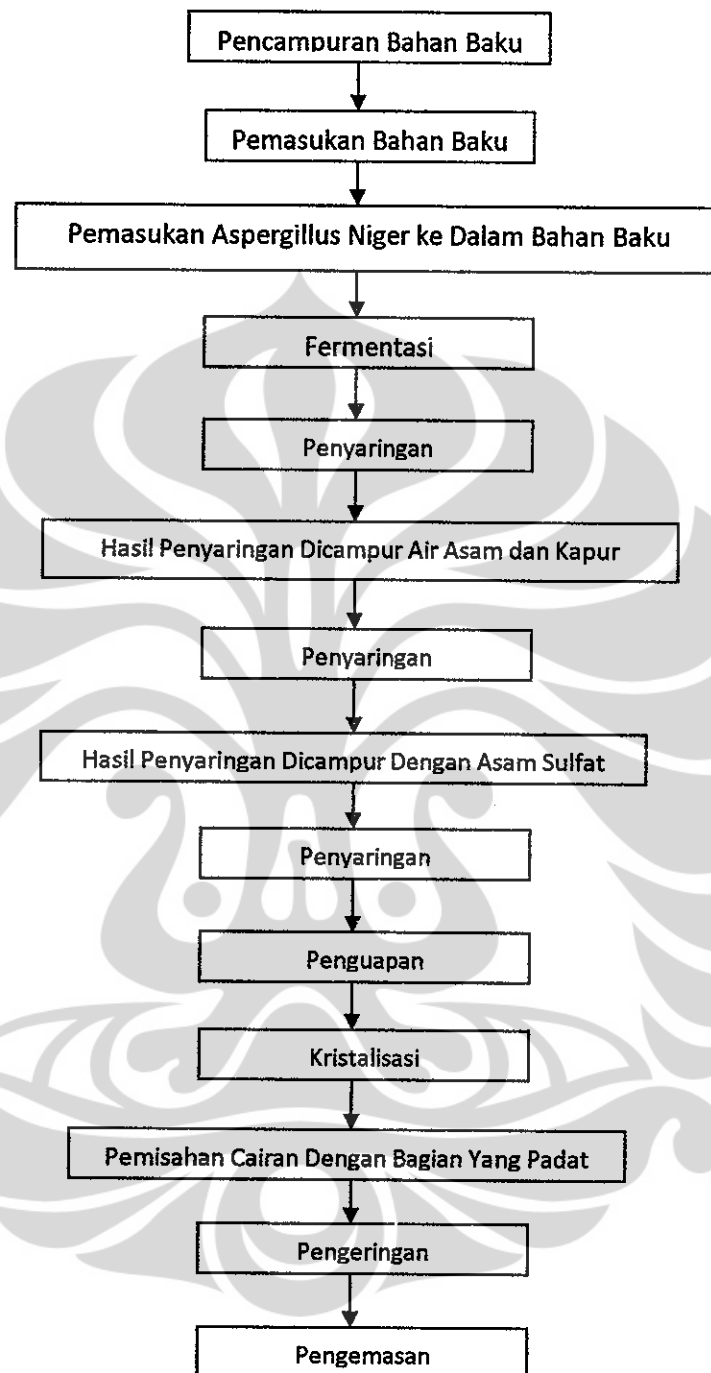 Pencampuran Bahan Baku
Pemasukan Bahan Baku
Pemasukan Aspergillus Niger ke Dalam Bahan Baku
Fermentasi
Penyaringan
Hasil Penyaringan Dicampur Air Asam dan Kapur
Penyaringan
Hasil Penyaringan Dicampur Dengan Asam Sulfat
Penyaringan
Penguapan
Kristalisasi
Pemisahan Cairan Dengan Bagian Yang Padat
Pengeringan
Pengemasan